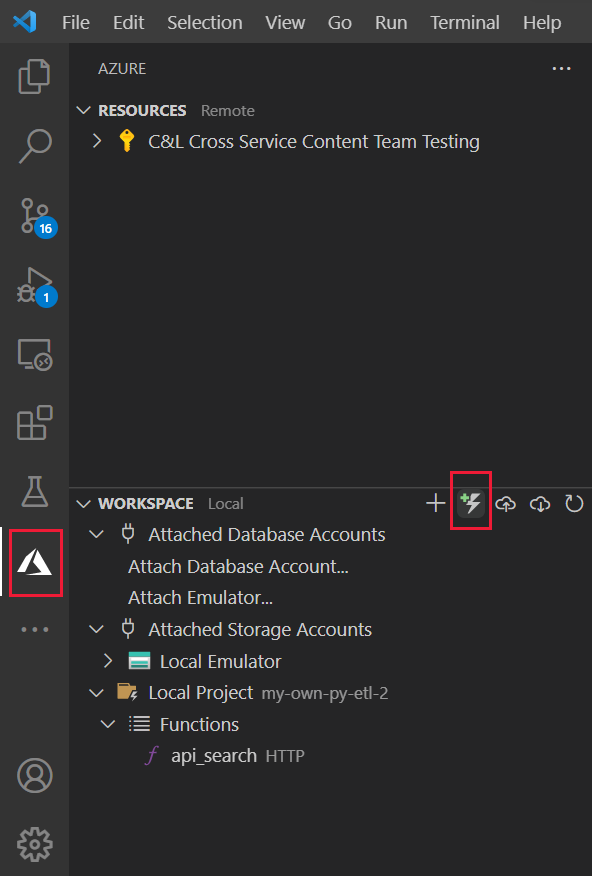 File Edit Selection View Go Run Terminal Help
AZURE
RESOURCES Remote
C&L Cross Service Content Team Testing
16
1
WORKSPACE Local
Attached Database Accounts
Attach Database Account...
Attach Emulator...
Attached Storage Accounts
Local Emulator
Local Project my-own-py-etl-2
Functions
api_search HTTP